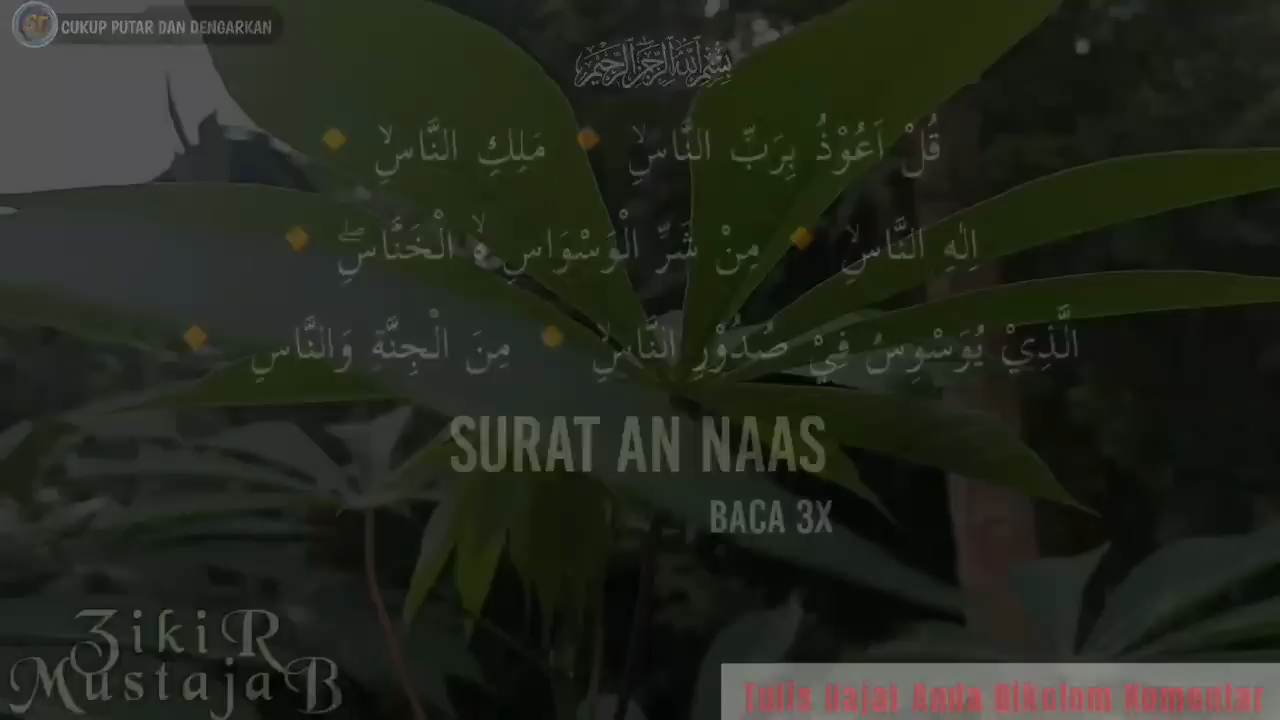 CUKUP PUTAR DAN DENGARKAN
بِسْمِ اللّٰهِ الرَّحْمٰنِ الرَّحِيْمِ
قُلْ اَعُوْذُ بِرَبِّ النَّاسِۙ مَلِكِ النَّاسِۙ
اِلٰهِ النَّاسِۙ مِنْ شَرِّ الْوَسْوَاسِ ەۙ الْخَنَّاسِۖ
الَّذِيْ يُوَسْوِسُ فِيْ صُدُوْرِ النَّاسِۙ مِنَ الْجِنَّةِ وَالنَّاسِ
SURAT AN NAAS
BACA 3X
ZikiR
MustajaB
Tulis Hajat Anda Dikolom Komentar